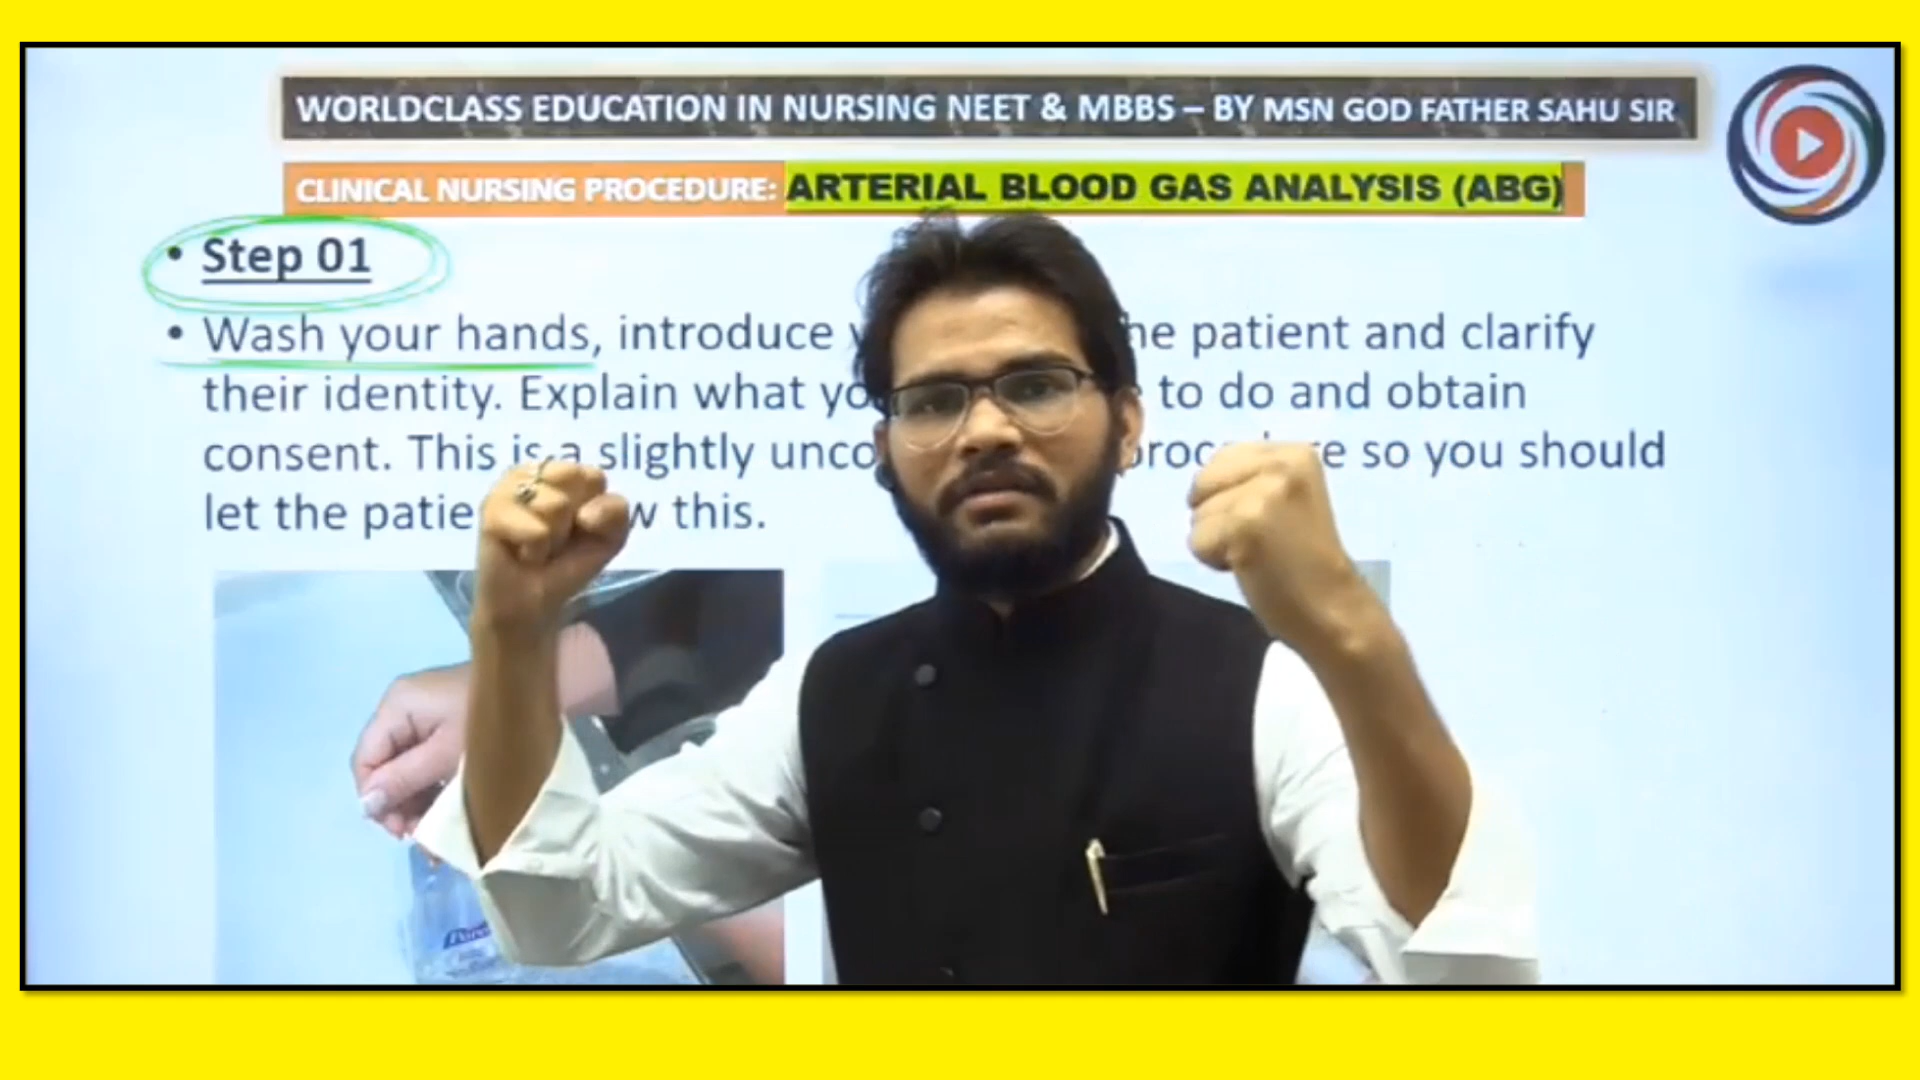 WORLDCLASS EDUCATION IN NURSING NEET & MBBS – BY MSN GOD FATHER SAHU SIR
CLINICAL NURSING PROCEDURE: ARTERIAL BLOOD GAS ANALYSIS (ABG)
• Step 01
• Wash your hands, introduce patient and clarify
their identity. Explain what to do and obtain
consent. This is a slightly so you should
let the this.